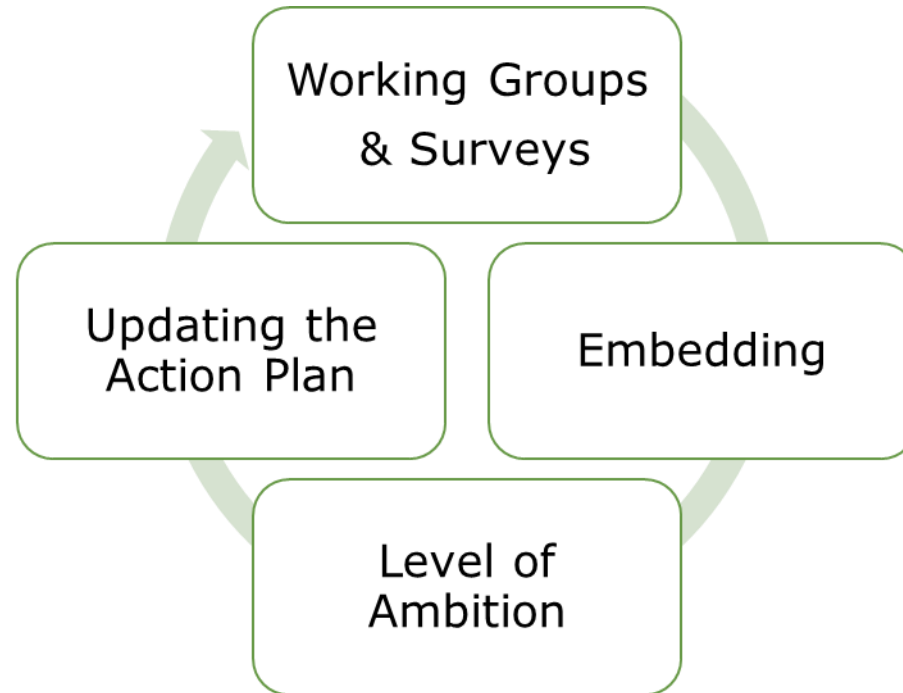 Working Groups
& Surveys
Updating the
Action Plan
Embedding
Level of
Ambition